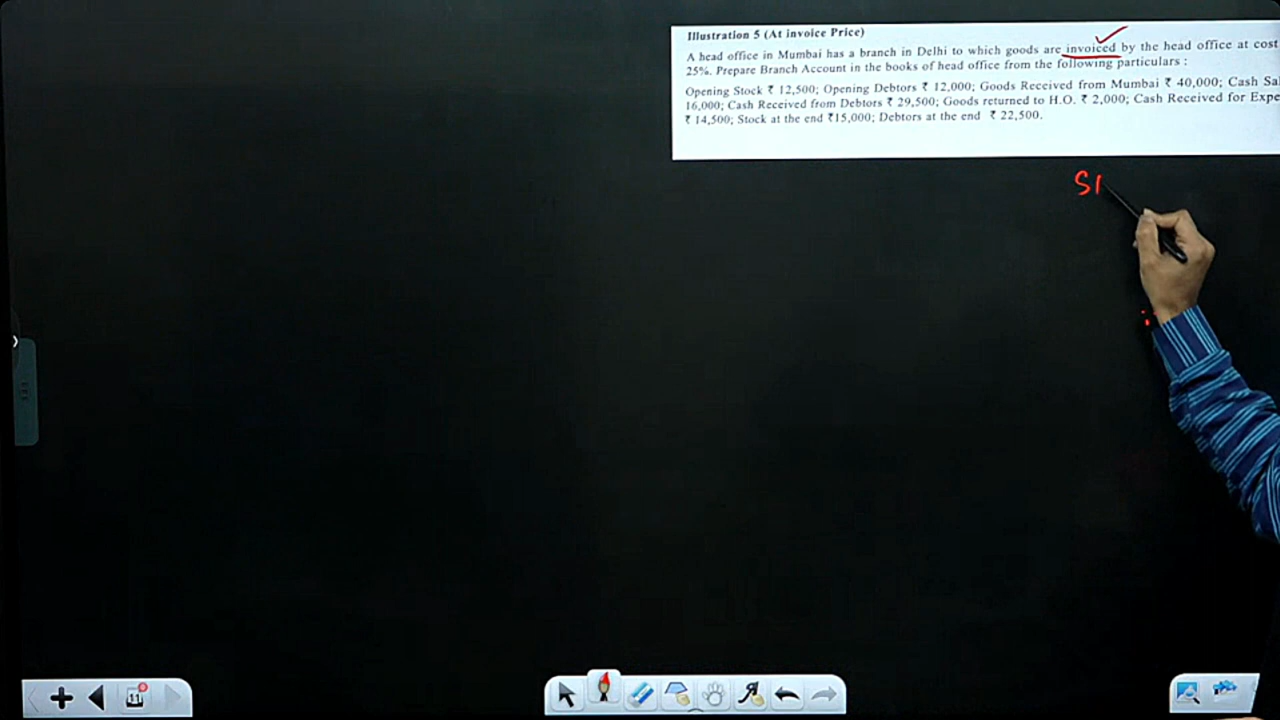 Illustration 5 (At invoice Price)
A head office in Mumbai has a branch in Delhi to which goods are invoiced by the head office at cost
25%. Prepare Branch Account in the books of head office from the following particulars :
Opening Stock ₹ 12,500; Opening Debtors ₹ 12,000; Goods Received from Mumbai ₹ 40,000; Cash Sa
16,000; Cash Received from Debtors ₹ 29,500; Goods returned to H.O. ₹ 2,000; Cash Received for Expe
₹ 14,500; Stock at the end ₹15,000; Debtors at the end ₹ 22,500.
SI
11